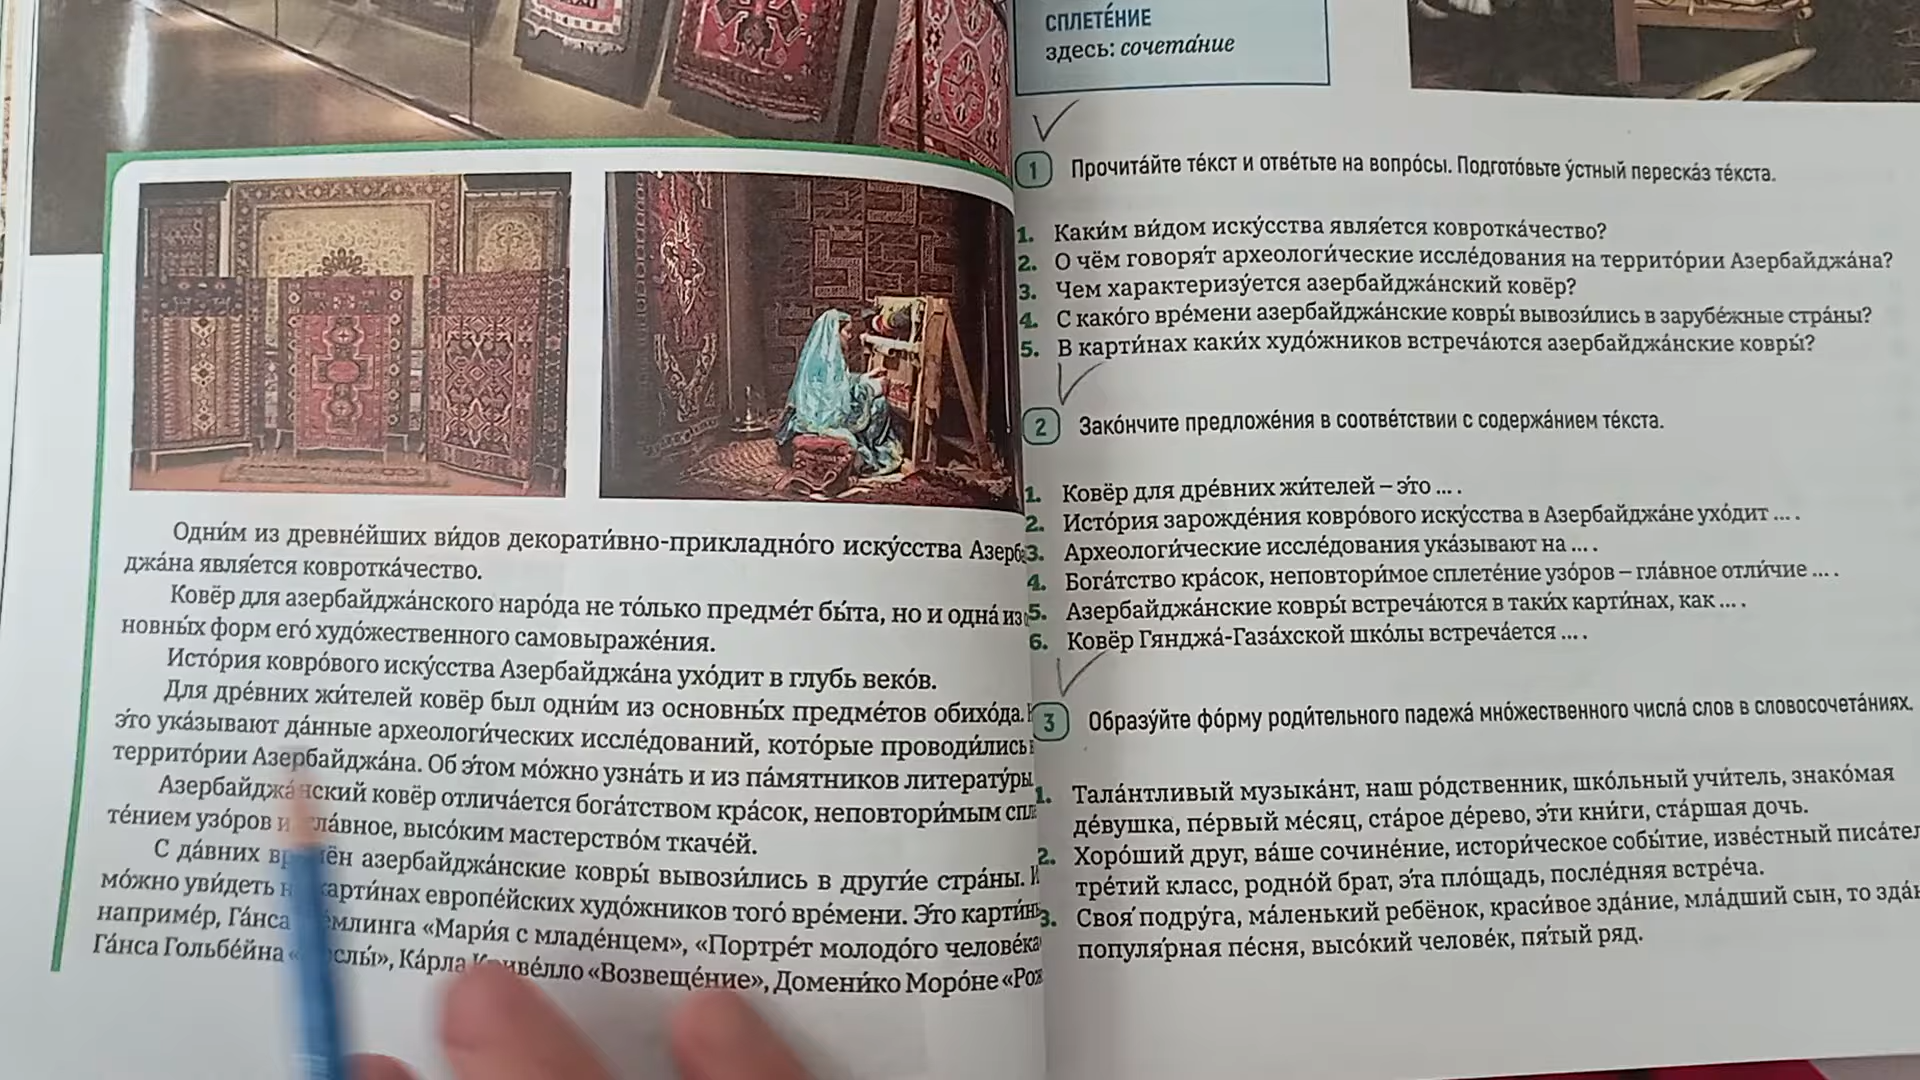 Одни́м из древне́йших ви́дов декорати́вно-прикладно́го иску́сства Азерб
джа́на явля́ется ковротка́чество.
Ковёр для азербайджа́нского наро́да не то́лько предме́т бы́та, но и одна́ из
новны́х форм его́ худо́жественного самовыраже́ния.
Исто́рия ковро́вого иску́сства Азербайджа́на ухо́дит в глубь веко́в.
Для дре́вних жи́телей ковёр был одни́м из основны́х предме́тов обихо́да.
э́то ука́зывают да́нные археологи́ческих иссле́дований, кото́рые проводи́лись
террито́рии Азербайджа́на. Об э́том мо́жно узна́ть и из па́мятников литерату́ры.
Азербайджа́нский ковёр отлича́ется бога́тством кра́сок, неповтори́мым спл
те́нием узо́ров и гла́вное, высо́ким мастерство́м ткаче́й.
С да́вних времён азербайджа́нские ковры́ вывози́лись в други́е стра́ны.
мо́жно уви́деть на карти́нах европе́йских худо́жников того́ вре́мени. Э́то карти́н
наприме́р, Га́нса Ме́млинга «Мари́я с младе́нцем», «Портре́т молодо́го челове́ка
Га́нса Гольбе́йна «Послы́», Ка́рла Криве́лло «Возвеще́ние», Домени́ко Моро́не «Рож
СПЛЕТЕ́НИЕ
здесь: сочета́ние
1 Прочита́йте те́кст и отве́тьте на вопро́сы. Подгото́вьте у́стный переска́з те́кста.
1. Каки́м ви́дом иску́сства явля́ется ковротка́чество?
2. О чём говоря́т археологи́ческие иссле́дования на террито́рии Азербайджа́на?
3. Чем характеризу́ется азербайджа́нский ковёр?
4. С како́го вре́мени азербайджа́нские ковры́ вывози́лись в зарубе́жные стра́ны?
5. В карти́нах каки́х худо́жников встреча́ются азербайджа́нские ковры́?
2 Зако́нчите предложе́ния в соотве́тствии с содержа́нием те́кста.
1. Ковёр для дре́вних жи́телей – э́то ... .
2. Исто́рия зарожде́ния ковро́вого иску́сства в Азербайджа́не ухо́дит ... .
3. Археологи́ческие иссле́дования ука́зывают на ... .
4. Бога́тство кра́сок, неповтори́мое сплете́ние узо́ров – гла́вное отли́чие ... .
5. Азербайджа́нские ковры́ встреча́ются в таки́х карти́нах, как ... .
6. Ковёр Гянджа́-Газа́хской шко́лы встреча́ется ... .
3 Образу́йте фо́рму роди́тельного падежа́ мно́жественного числа́ слов в словосочета́ниях.
1. Тала́нтливый музыка́нт, наш ро́дственник, шко́льный учи́тель, знако́мая
де́вушка, пе́рвый ме́сяц, ста́рое де́рево, э́ти кни́ги, ста́ршая дочь.
2. Хоро́ший друг, ва́ше сочине́ние, истори́ческое собы́тие, изве́стный писа́тел
тре́тий класс, родно́й брат, э́та пло́щадь, после́дняя встре́ча.
3. Своя́ подру́га, ма́ленький ребёнок, краси́вое зда́ние, мла́дший сын, то зда́н
популя́рная пе́сня, высо́кий челове́к, пя́тый ряд.